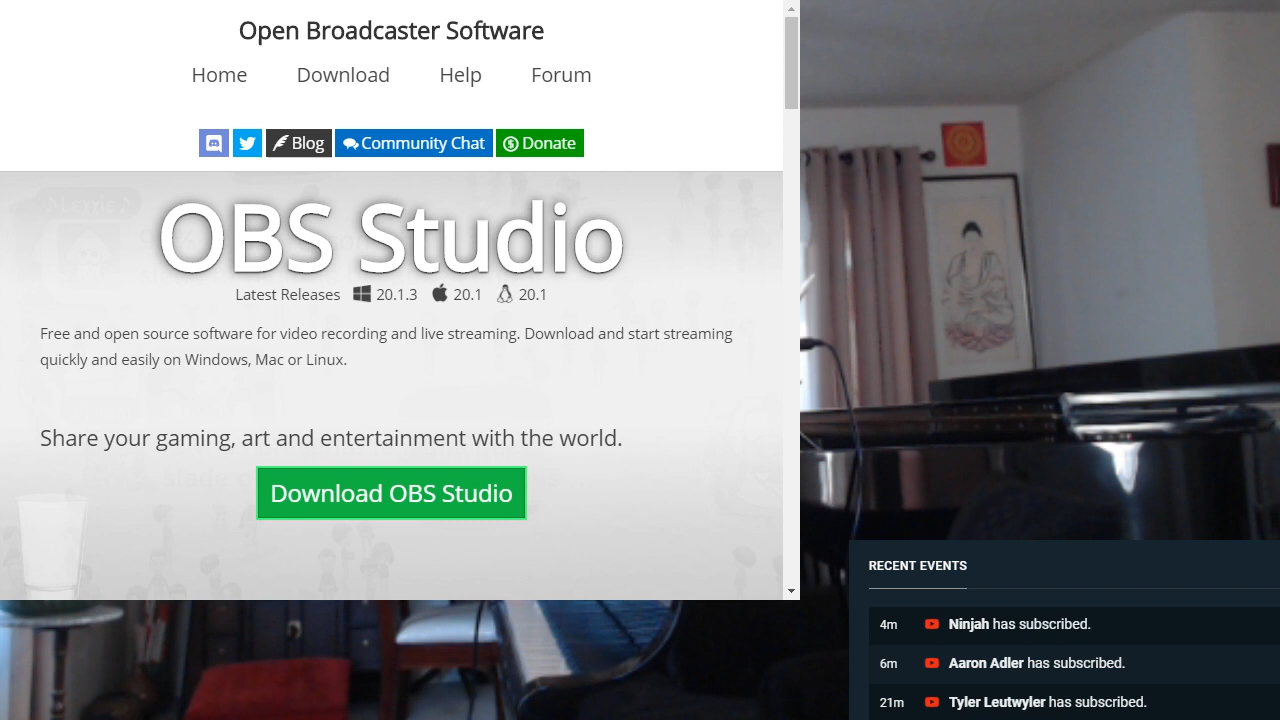 Open Broadcaster Software
Home Download Help Forum
Blog Community Chat Donate
OBS Studio
Latest Releases 20.1.3 20.1 20.1
Free and open source software for video recording and live streaming. Download and start streaming
quickly and easily on Windows, Mac or Linux.
Share your gaming, art and entertainment with the world.
Download OBS Studio
RECENT EVENTS
4m Ninjah has subscribed.
6m Aaron Adler has subscribed.
21m Tyler Leutwyler has subscribed.